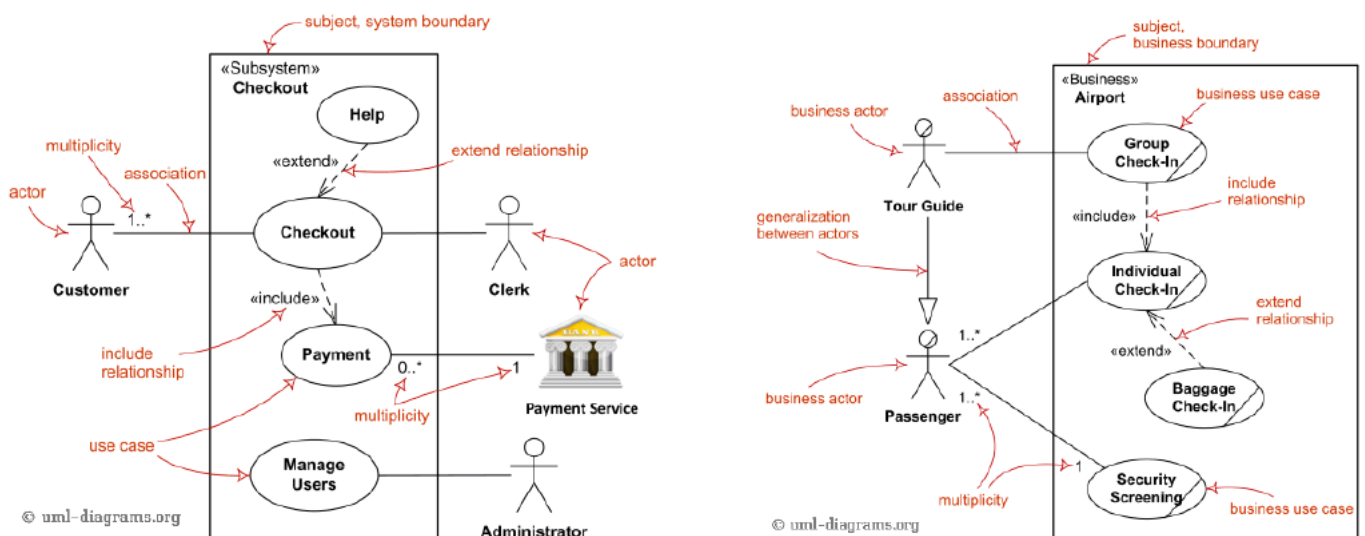 subject, system boundary
«Subsystem»
Checkout
Help
multiplicity
«extend»
extend relationship
association
actor
1..*
Checkout
Customer
Clerk
actor
«include»
BANK
include
relationship
Payment
0..*
1
multiplicity
Payment Service
use case
Manage
Users
Administrator
© uml-diagrams.org
subject,
business boundary
«Business»
Airport
business use case
association
business actor
Group
Check-In
Tour Guide
include
relationship
«include»
generalization
between actors
Individual
Check-In
extend
relationship
1..*
«extend»
business actor
Passenger
1..*
Baggage
Check-In
multiplicity
1
Security
Screening
business use case
© uml-diagrams.org